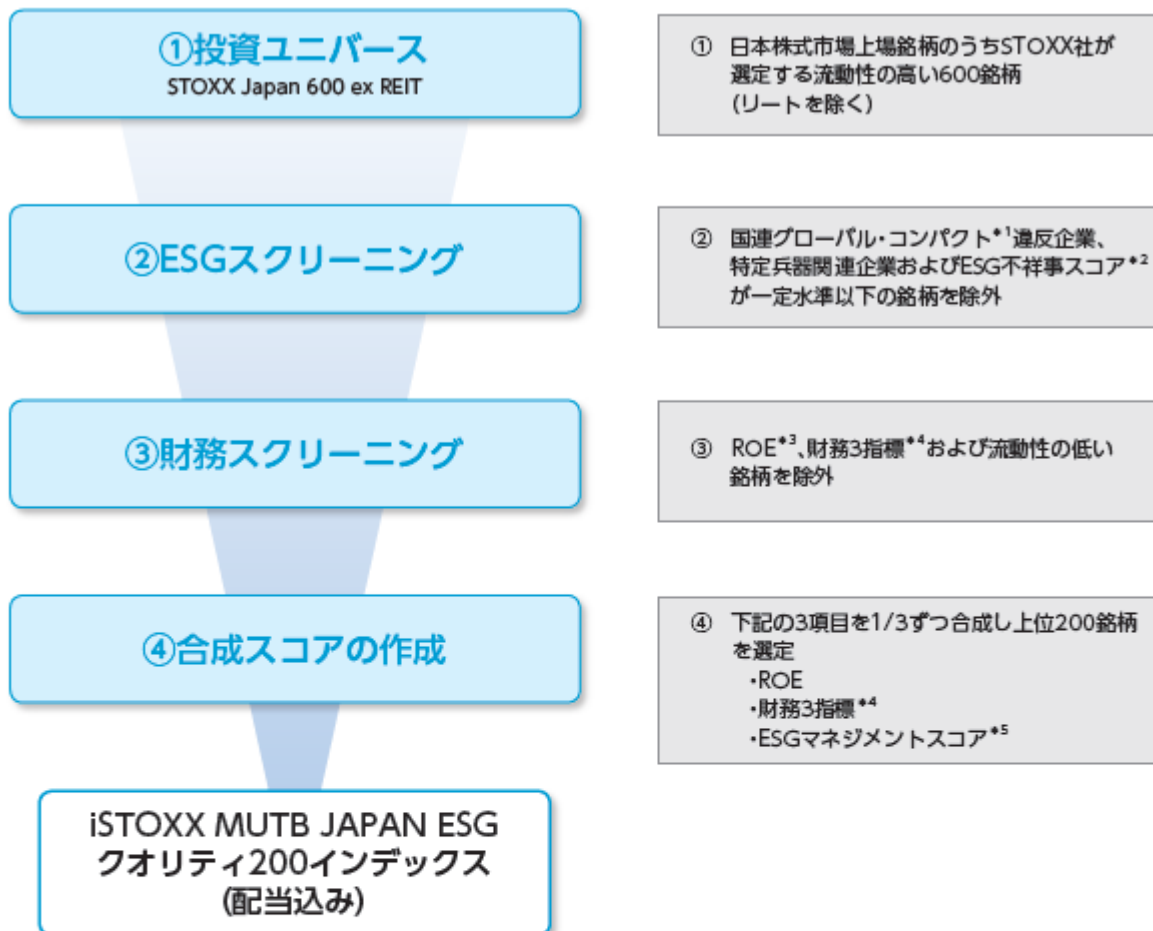 ①投資ユニバース
STOXX Japan 600 ex REIT
① 日本株式市場上場銘柄のうちSTOXX社が
選定する流動性の高い600銘柄
(リートを除く)
②ESGスクリーニング
② 国連グローバル・コンパクト*1違反企業、
特定兵器関連企業およびESG不祥事スコア*2
が一定水準以下の銘柄を除外
③財務スクリーニング
③ ROE*3、財務3指標*4および流動性の低い
銘柄を除外
④合成スコアの作成
④ 下記の3項目を1/3ずつ合成し上位200銘柄
を選定
・ROE
・財務3指標*4
・ESGマネジメントスコア*5
iSTOXX MUTB JAPAN ESG
クオリティ200インデックス
(配当込み)